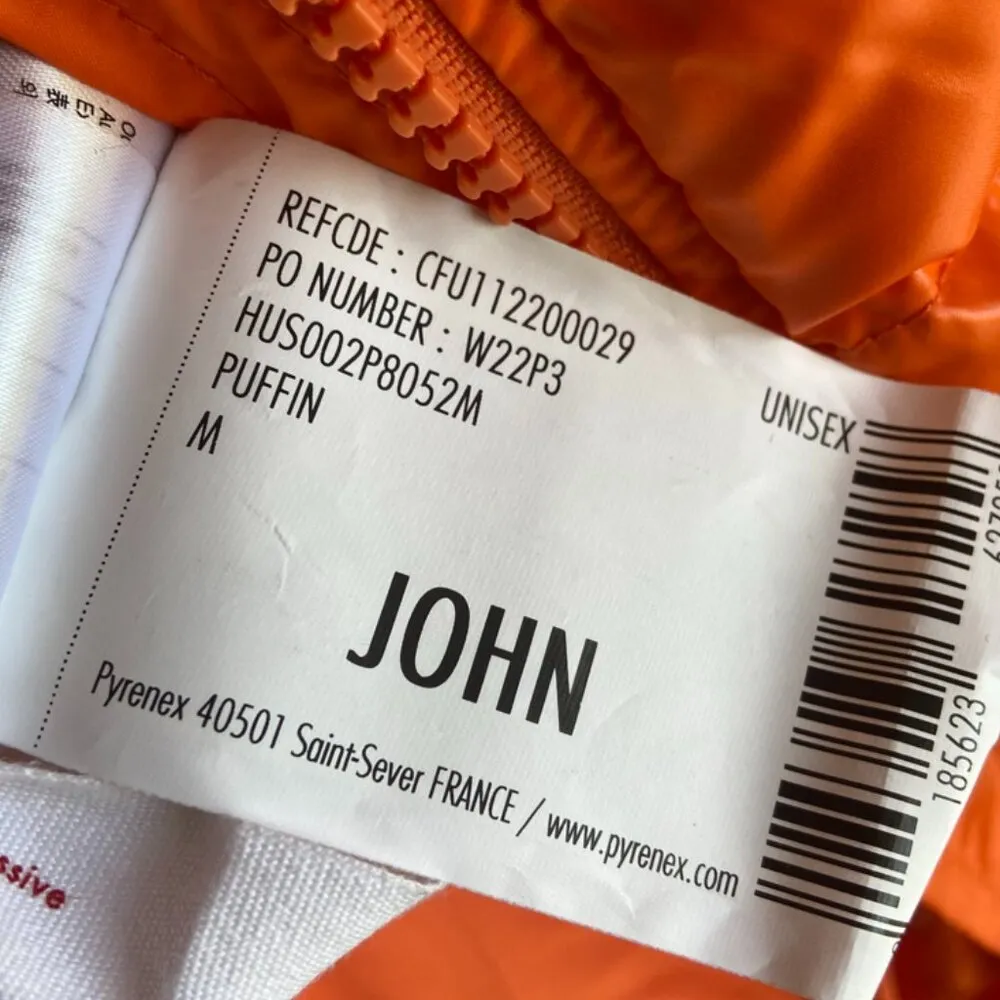 REFCDE : CFU112200029
PO NUMBER : W22P3
HUS002P8052M
PUFFIN
M
UNISEX
JOHN
Pyrenex 40501 Saint-Sever FRANCE / www.pyrenex.com
185623
ssive